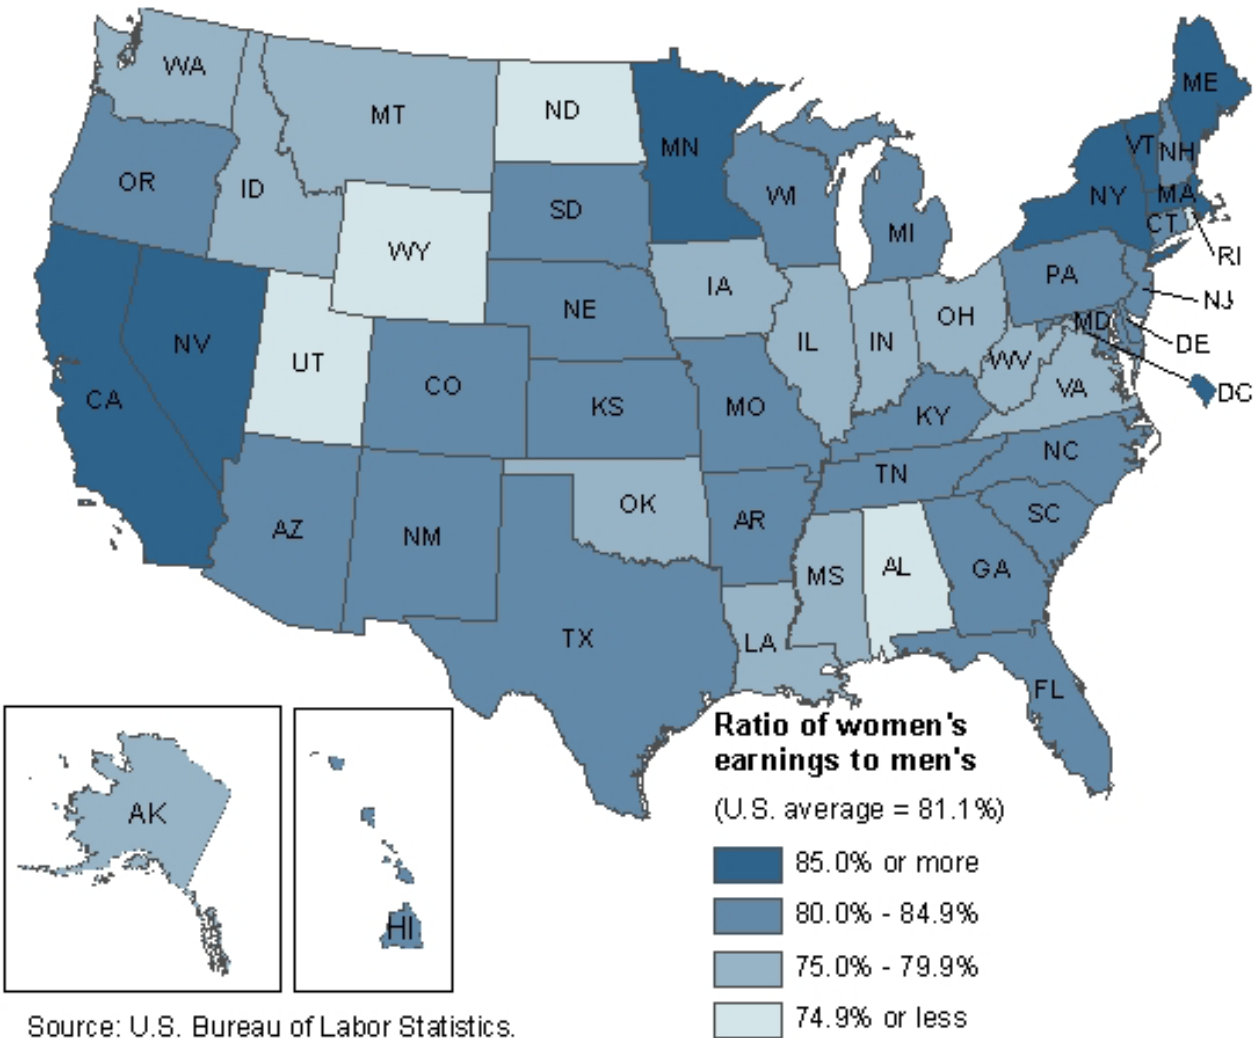 ME
WA
ND
MT
MN
VT
NH
OR
ID
WI
NY
MA
SD
CT
MI
WY
RI
PA
IA
NJ
NE
OH
MD
NV
IL
IN
DE
UT
WV
CO
VA
DC
CA
KS
MO
KY
NC
TN
OK
SC
AR
AZ
NM
MS
AL
GA
TX
LA
FL
AK
HI
Ratio of women's
earnings to men's
(U.S. average = 81.1%)
85.0% or more
80.0% - 84.9%
75.0% - 79.9%
74.9% or less
Source: U.S. Bureau of Labor Statistics.